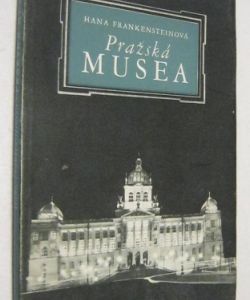 HANA FRANKENSTEINOVÁ
Pražská
MUSEA